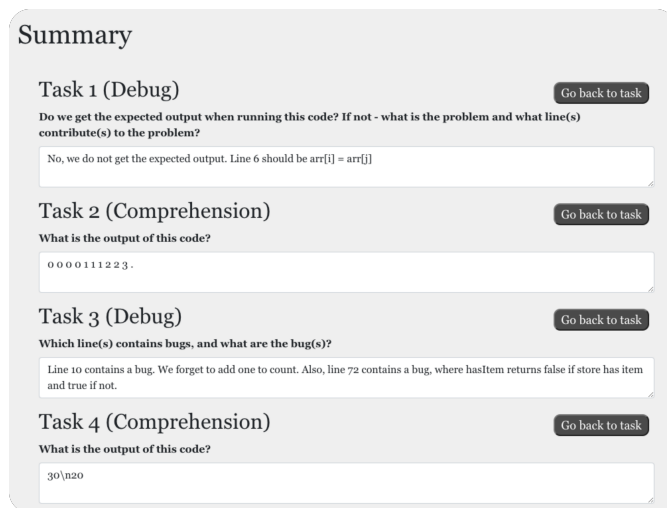 Summary
Task 1 (Debug)
Go back to task
Do we get the expected output when running this code? If not - what is the problem and what line(s)
contribute(s) to the problem?
No, we do not get the expected output. Line 6 should be arr[i] = arr[j]
Task 2 (Comprehension)
Go back to task
What is the output of this code?
0 0 0 0 1 1 1 2 2 3 .
Task 3 (Debug)
Go back to task
Which line(s) contains bugs, and what are the bug(s)?
Line 10 contains a bug. We forget to add one to count. Also, line 72 contains a bug, where hasItem returns false if store has item
and true if not.
Task 4 (Comprehension)
Go back to task
What is the output of this code?
30\n20